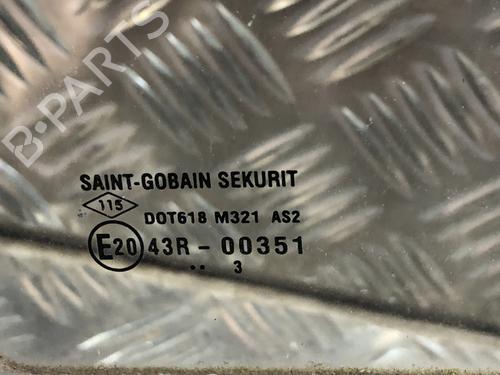 B-PARTS
SAINT-GOBAIN SEKURIT
115
DOT618 M321 AS2
E20 43R-00351
.. 3